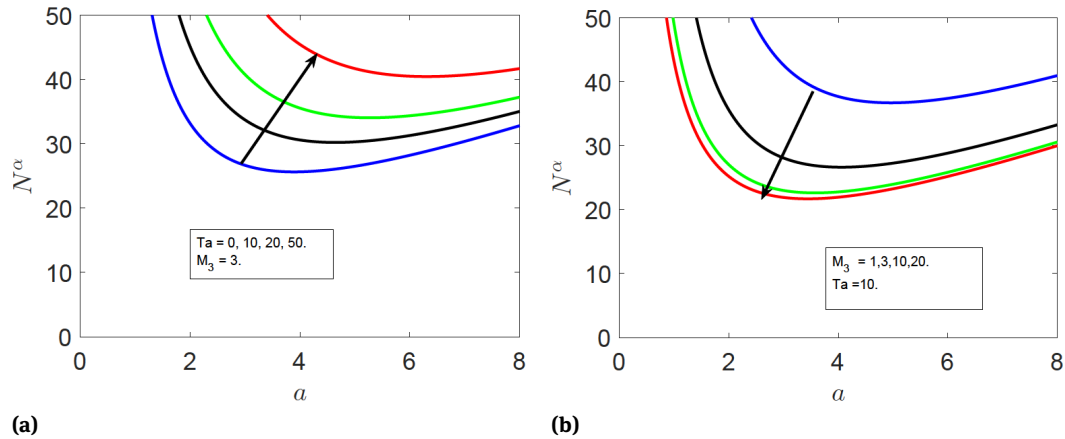 50
40
30
20
10
0
N^α
0 2 4 6 8
a
Ta = 0, 10, 20, 50.
M_3 = 3.
(a)
50
40
30
20
10
0
N^α
0 2 4 6 8
a
M_3 = 1,3,10,20.
Ta =10.
(b)